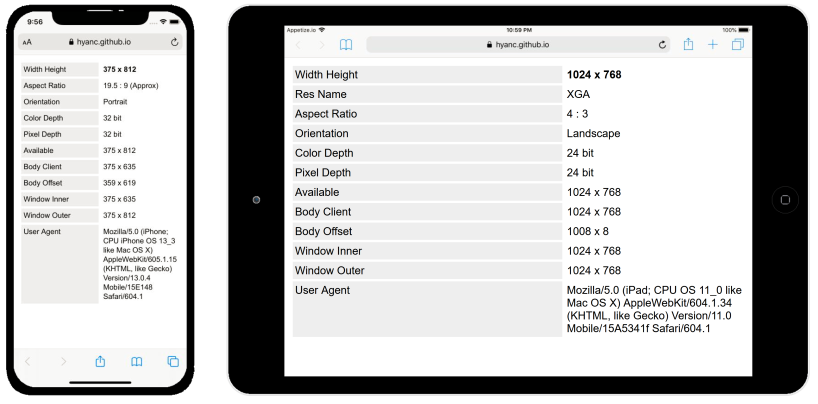 9:56
AA hyanc.github.io
Width Height 375 x 812
Aspect Ratio 19.5 : 9 (Approx)
Orientation Portrait
Color Depth 32 bit
Pixel Depth 32 bit
Available 375 x 812
Body Client 375 x 635
Body Offset 359 x 619
Window Inner 375 x 635
Window Outer 375 x 812
User Agent Mozilla/5.0 (iPhone;
CPU iPhone OS 13_3
like Mac OS X)
AppleWebKit/605.1.15
(KHTML, like Gecko)
Version/13.0.4
Mobile/15E148
Safari/604.1
Appetize.io 10:59 PM 100%
hyanc.github.io
Width Height 1024 x 768
Res Name XGA
Aspect Ratio 4 : 3
Orientation Landscape
Color Depth 24 bit
Pixel Depth 24 bit
Available 1024 x 768
Body Client 1024 x 768
Body Offset 1008 x 8
Window Inner 1024 x 768
Window Outer 1024 x 768
User Agent Mozilla/5.0 (iPad; CPU OS 11_0 like
Mac OS X) AppleWebKit/604.1.34
(KHTML, like Gecko) Version/11.0
Mobile/15A5341f Safari/604.1